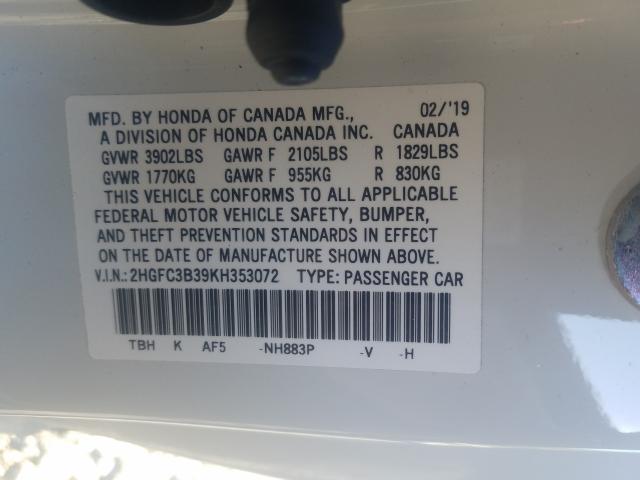 MFD. BY HONDA OF CANADA MFG., 02/'19
A DIVISION OF HONDA CANADA INC. CANADA
GVWR 3902LBS GAWR F 2105LBS R 1829LBS
GVWR 1770KG GAWR F 955KG R 830KG
THIS VEHICLE CONFORMS TO ALL APPLICABLE
FEDERAL MOTOR VEHICLE SAFETY, BUMPER,
AND THEFT PREVENTION STANDARDS IN EFFECT
ON THE DATE OF MANUFACTURE SHOWN ABOVE.
V.I.N.: 2HGFC3B39KH353072 TYPE: PASSENGER CAR
TBH K AF5 -NH883P -V -H